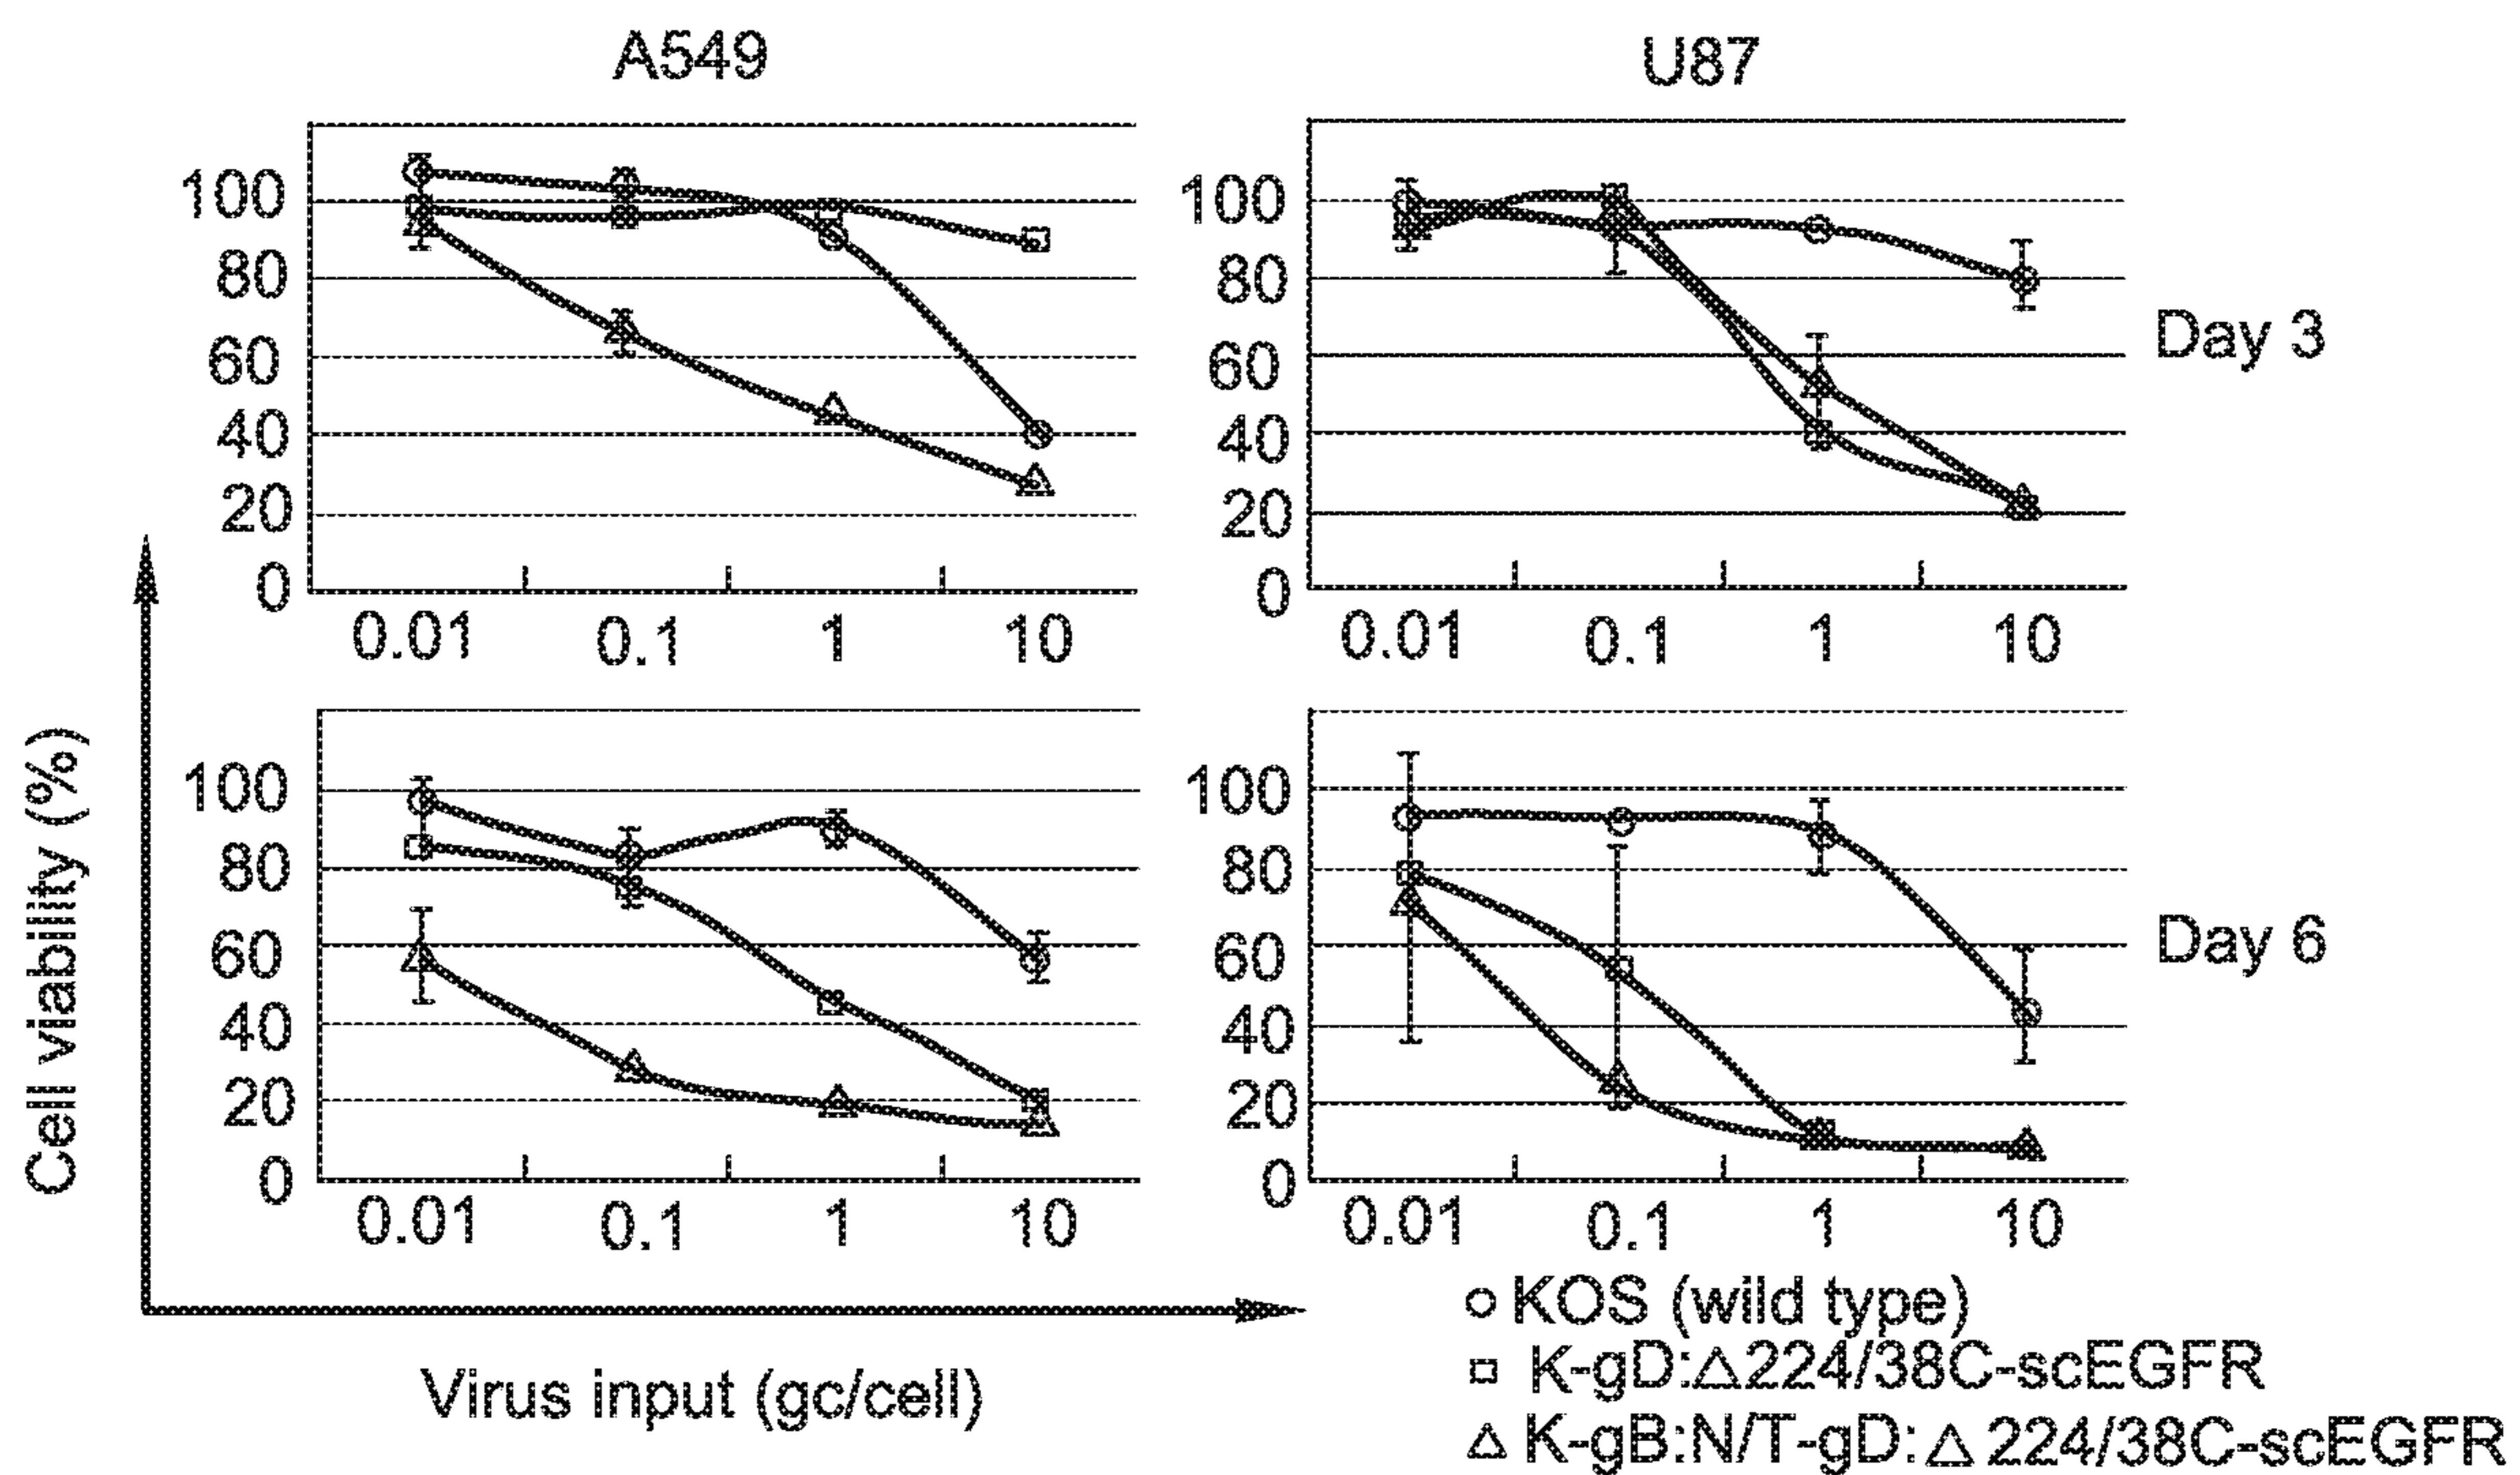 A549
U87
100
80
60
40
20
0
0.01 0.1 1 10
100
80
60
40
20
0
0.01 0.1 1 10
Day 3
Cell viability (%)
100
80
60
40
20
0
0.01 0.1 1 10
100
80
60
40
20
0
0.01 0.1 1 10
Day 6
Virus input (gc/cell)
○ KOS (wild type)
□ K-gD:Δ224/38C-scEGFR
△ K-gB:N/T-gD:Δ224/38C-scEGFR